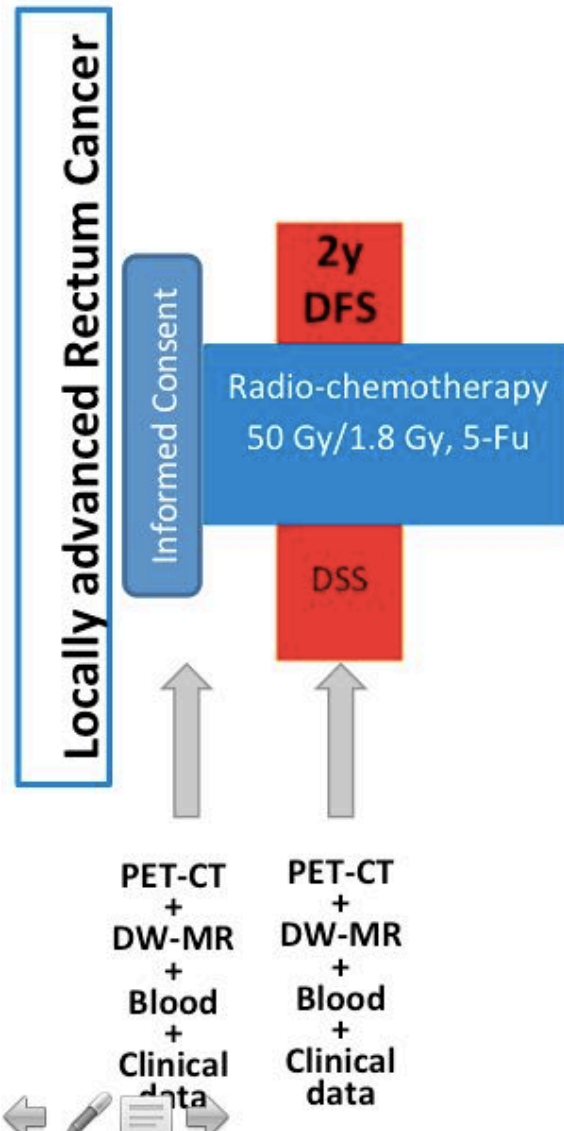 Locally advanced Rectum Cancer
Informed Consent
2y
DFS
Radio-chemotherapy
50 Gy/1.8 Gy, 5-Fu
DSS
PET-CT
+
DW-MR
+
Blood
+
Clinical
data
PET-CT
+
DW-MR
+
Blood
+
Clinical
data